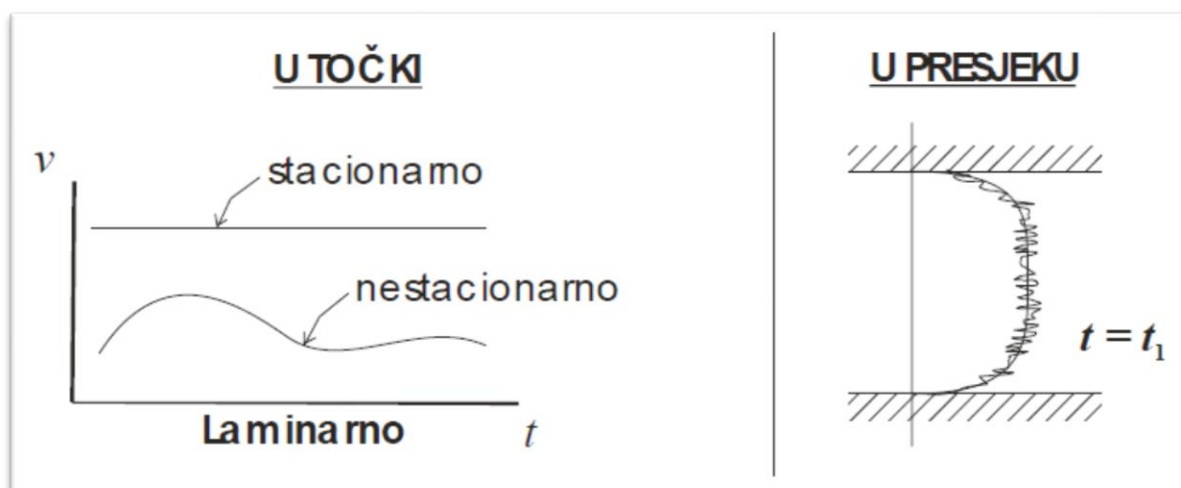 U TOČKI
v
stacionarno
nestacionarno
Laminarno
t
U PRESJEKU
t = t₁